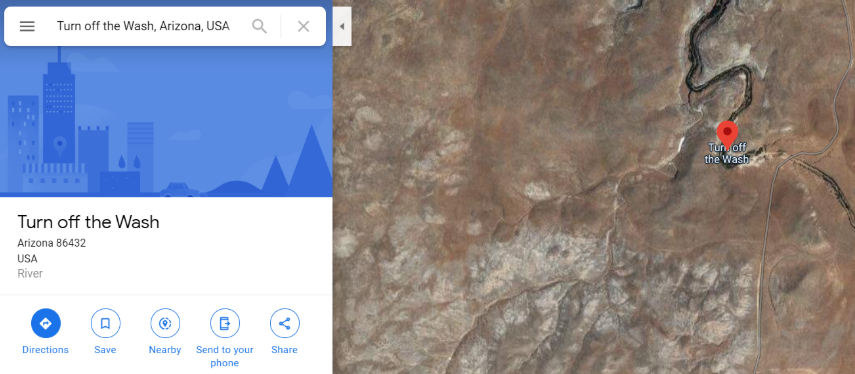 Turn off the Wash, Arizona, USA
Turn off the Wash
Arizona 86432
USA
River
Directions
Save
Nearby
Send to your
phone
Share
Turn off
the Wash